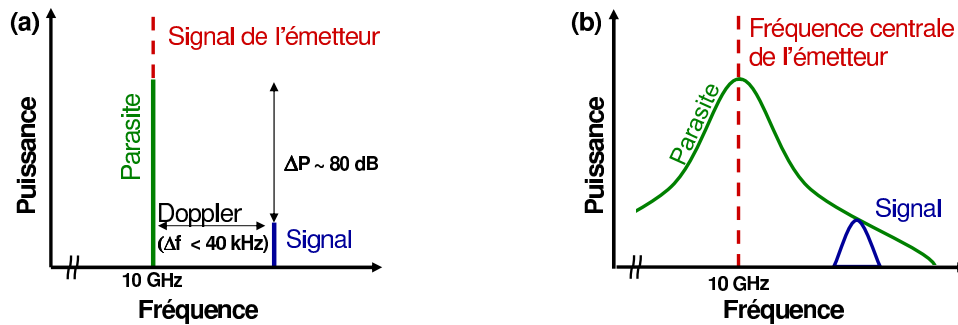 (a)
Puissance
Signal de l'émetteur
Parasite
ΔP ~ 80 dB
Doppler
(Δf < 40 kHz)
Signal
10 GHz
Fréquence
(b)
Puissance
Fréquence centrale
de l'émetteur
Parasite
Signal
10 GHz
Fréquence